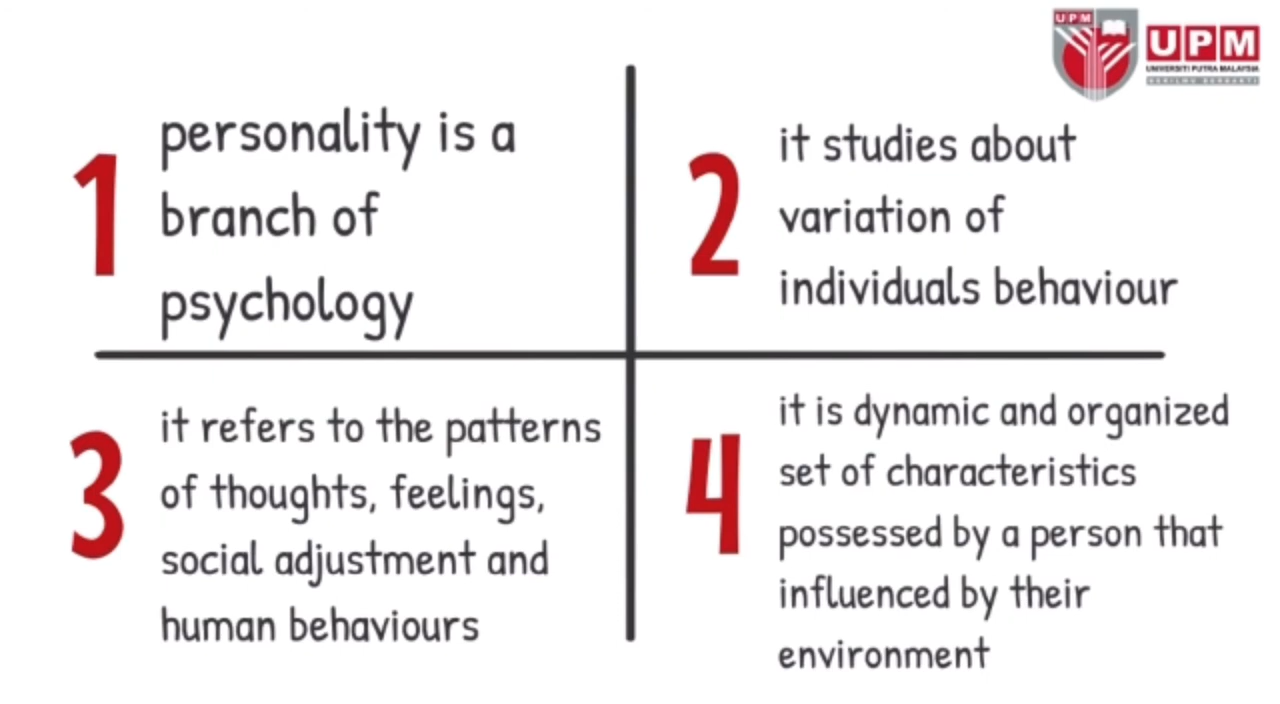 UPM
UPM
UNIVERSITI PUTRA MALAYSIA
BERILMU BERBAKTI
1
personality is a
branch of
psychology
2
it studies about
variation of
individuals behaviour
3
it refers to the patterns
of thoughts, feelings,
social adjustment and
human behaviours
4
it is dynamic and organized
set of characteristics
possessed by a person that
influenced by their
environment